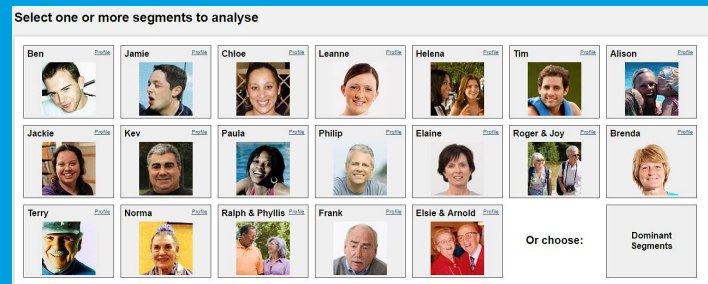 Select one or more segments to analyse
Ben Profile Jamie Profile Chloe Profile Leanne Profile Helena Profile Tim Profile Alison Profile
Jackie Profile Kev Profile Paula Profile Philip Profile Elaine Profile Roger & Joy Profile Brenda Profile
Terry Profile Norma Profile Ralph & Phyllis Profile Frank Profile Elsie & Arnold Profile
Or choose:
Dominant
Segments